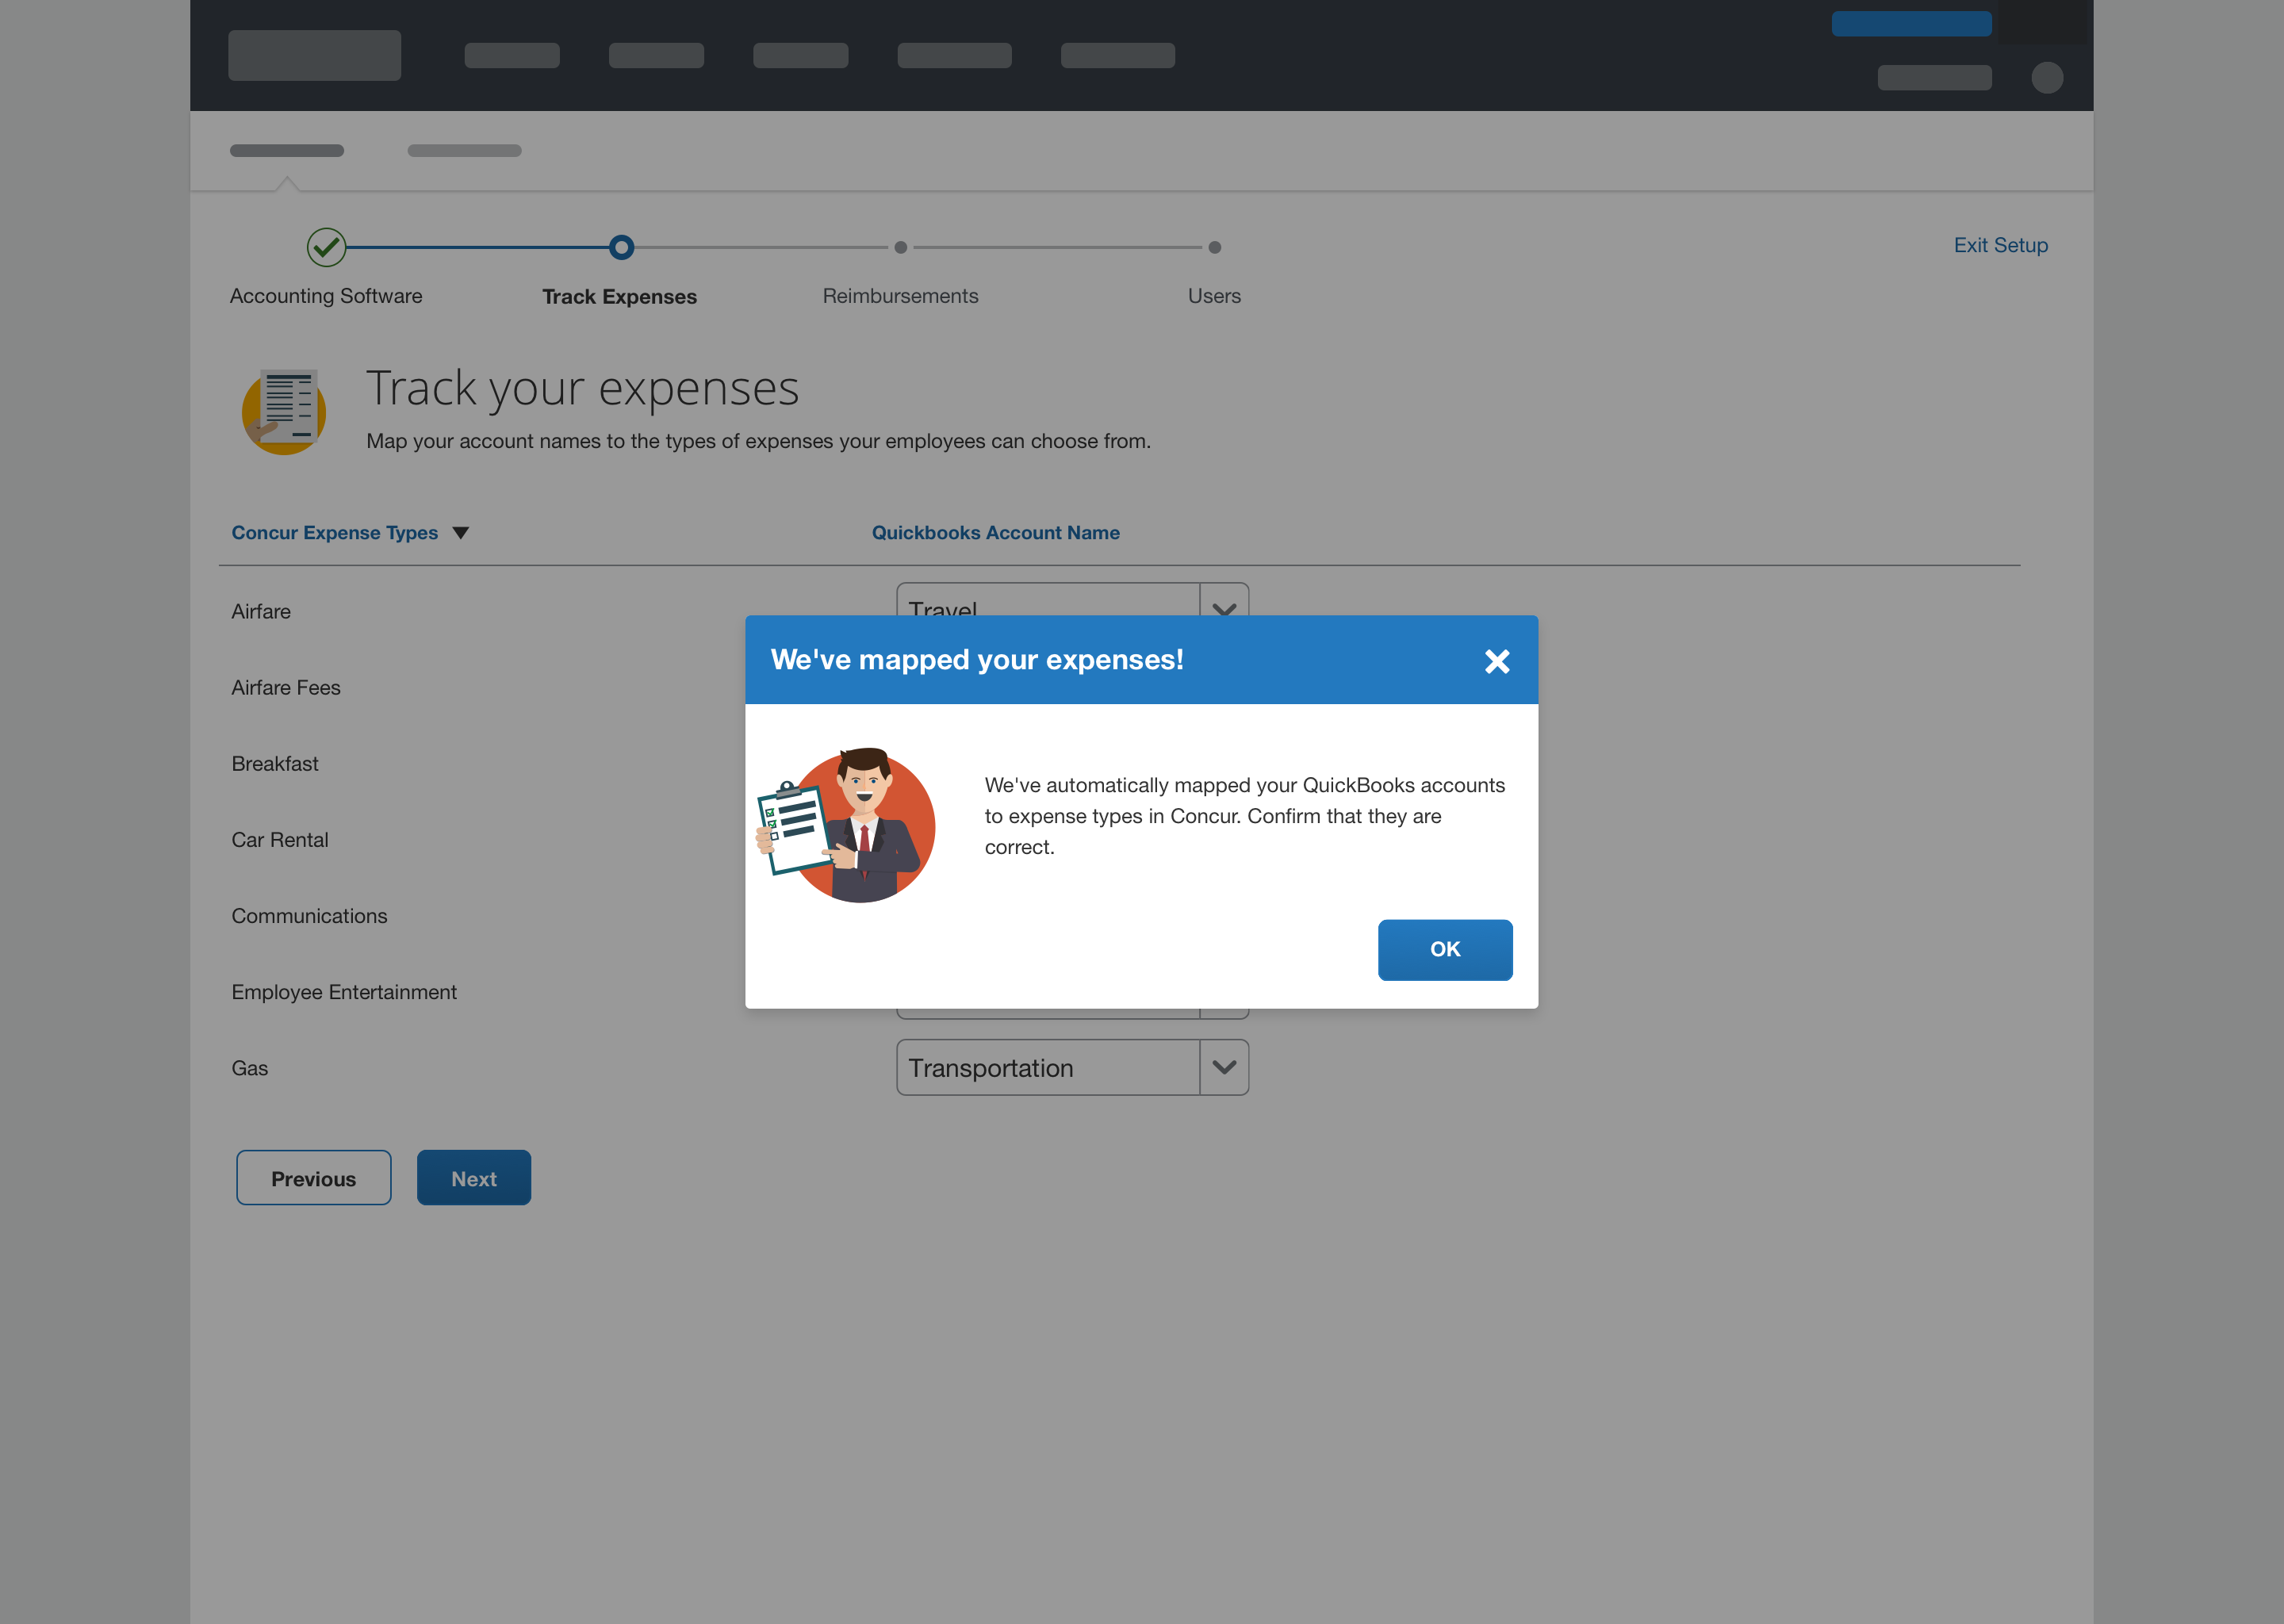 Exit Setup
Accounting Software
Track Expenses
Reimbursements
Users
Track your expenses
Map your account names to the types of expenses your employees can choose from.
Concur Expense Types
Quickbooks Account Name
Airfare
Travel
We've mapped your expenses!
Airfare Fees
Breakfast
We've automatically mapped your QuickBooks accounts
to expense types in Concur. Confirm that they are
correct.
Car Rental
Communications
OK
Employee Entertainment
Gas
Transportation
Previous
Next